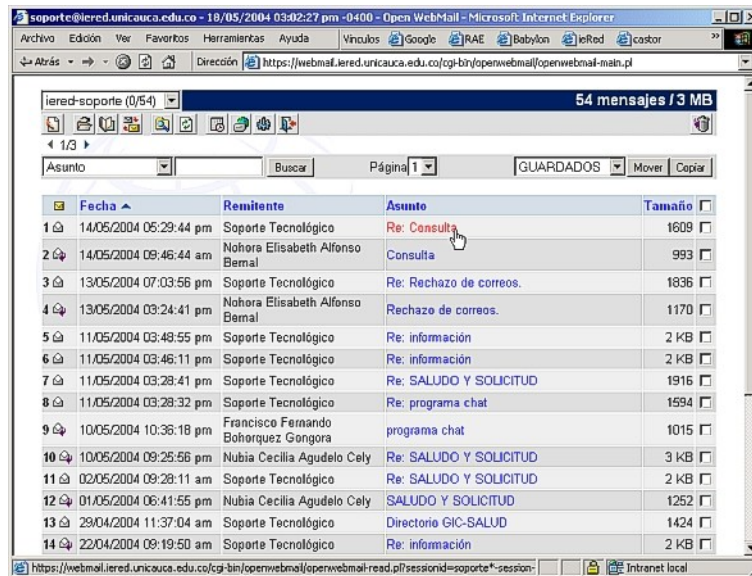 soporte@iered.unicauca.edu.co - 18/05/2004 03:02:27 pm -0400 - Open WebMail - Microsoft Internet Explorer
Archivo Edición Ver Favoritos Herramientas Ayuda Vínculos Google RAE Babylon ieRed castor »
Atrás Dirección https://webmail.iered.unicauca.edu.co/cgi-bin/openwebmail/openwebmail-main.pl
iered-soporte (0/54) 54 mensajes / 3 MB
1/3
Asunto Buscar Página 1 GUARDADOS Mover Copiar
Fecha Remitente Asunto Tamaño
1 14/05/2004 05:29:44 pm Soporte Tecnológico Re: Consulta 1609
2 14/05/2004 09:46:44 am Nohora Elisabeth Alfonso Bernal Consulta 993
3 13/05/2004 07:03:56 pm Soporte Tecnológico Re: Rechazo de correos. 1836
4 13/05/2004 03:24:41 pm Nohora Elisabeth Alfonso Bernal Rechazo de correos. 1170
5 11/05/2004 03:48:55 pm Soporte Tecnológico Re: información 2 KB
6 11/05/2004 03:46:11 pm Soporte Tecnológico Re: información 2 KB
7 11/05/2004 03:28:41 pm Soporte Tecnológico Re: SALUDO Y SOLICITUD 1916
8 11/05/2004 03:28:32 pm Soporte Tecnológico Re: programa chat 1594
9 10/05/2004 10:36:18 pm Francisco Fernando Bohorquez Gongora programa chat 1015
10 10/05/2004 09:25:56 pm Nubia Cecilia Agudelo Cely Re: SALUDO Y SOLICITUD 3 KB
11 02/05/2004 09:28:11 am Soporte Tecnológico Re: SALUDO Y SOLICITUD 2 KB
12 01/05/2004 06:41:55 pm Nubia Cecilia Agudelo Cely SALUDO Y SOLICITUD 1252
13 29/04/2004 11:37:04 am Soporte Tecnológico Directorio GIC-SALUD 1424
14 22/04/2004 09:19:50 am Soporte Tecnológico Re: información 2 KB
https://webmail.iered.unicauca.edu.co/cgi-bin/openwebmail/openwebmail-read.pl?sessionid=soporte*-session- Intranet local